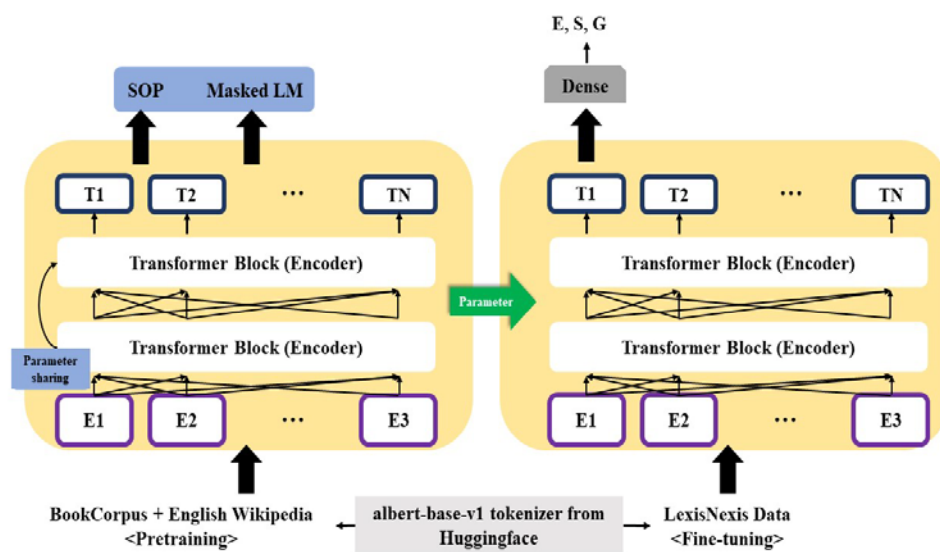 E, S, G
SOP Masked LM
Dense
T1 T2 ... TN
T1 T2 ... TN
Transformer Block (Encoder)
Transformer Block (Encoder)
Parameter
Transformer Block (Encoder)
Transformer Block (Encoder)
Parameter
sharing
E1 E2 ... E3
E1 E2 ... E3
BookCorpus + English Wikipedia
<Pretraining>
albert-base-v1 tokenizer from
Huggingface
LexisNexis Data
<Fine-tuning>